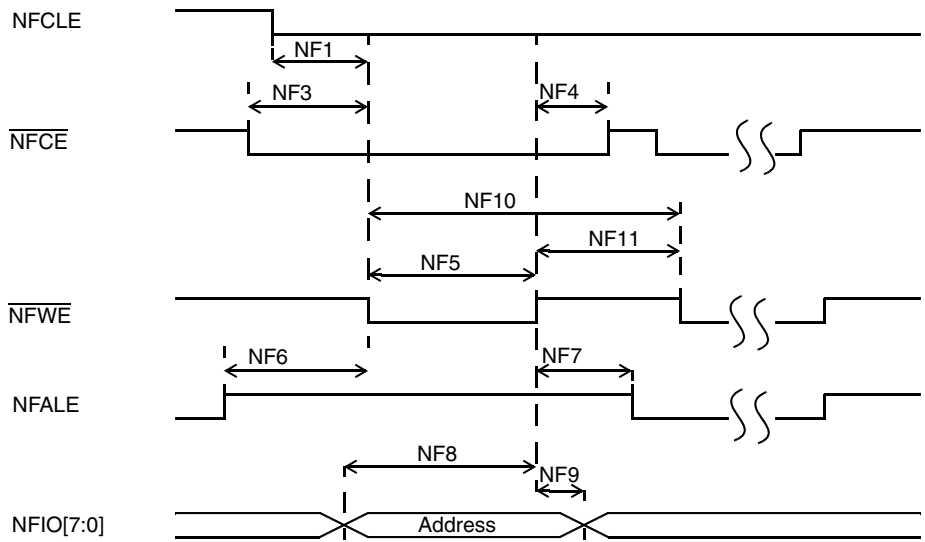 NFCLE
NF1
NF3
NF4
NFCE
NF10
NF11
NF5
NFWE
NF6
NF7
NFALE
NF8
NF9
NFIO[7:0]
Address